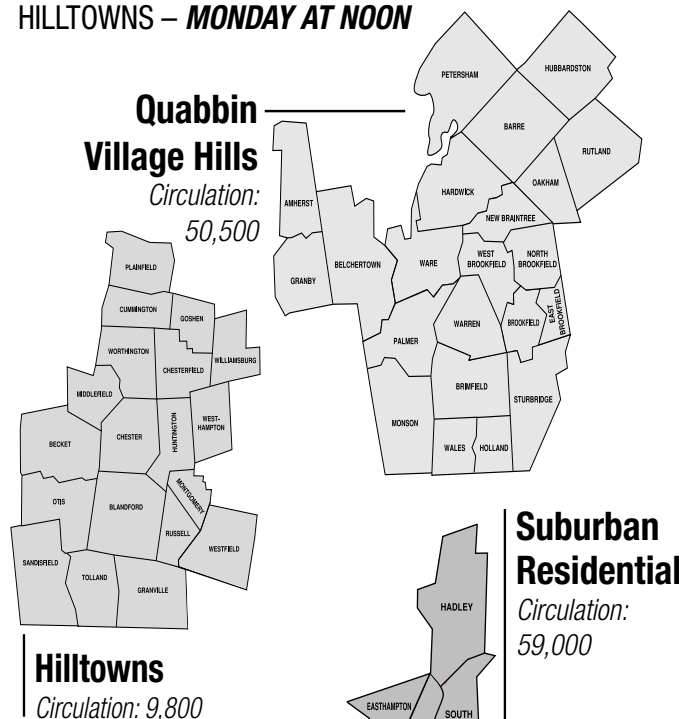 HILLTOWNS – MONDAY AT NOON
Quabbin
Village Hills
Circulation:
50,500
PETERSHAM
HUBBARDSTON
BARRE
RUTLAND
HARDWICK
OAKHAM
AMHERST
NEW BRAINTREE
BELCHERTOWN
WARE
WEST
BROOKFIELD
NORTH
BROOKFIELD
GRANBY
WARREN
BROOKFIELD
EAST
BROOKFIELD
PALMER
BRIMFIELD
STURBRIDGE
MONSON
WALES
HOLLAND
PLAINFIELD
CUMMINGTON
GOSHEN
WORTHINGTON
CHESTERFIELD
WILLIAMSBURG
MIDDLEFIELD
BECKET
CHESTER
HUNTINGTON
WEST-
HAMPTON
OTIS
BLANDFORD
MONTGOMERY
RUSSELL
WESTFIELD
SANDISFIELD
TOLLAND
GRANVILLE
Hilltowns
Circulation: 9,800
Suburban
Residential
Circulation:
59,000
HADLEY
EASTHAMPTON
SOUTH